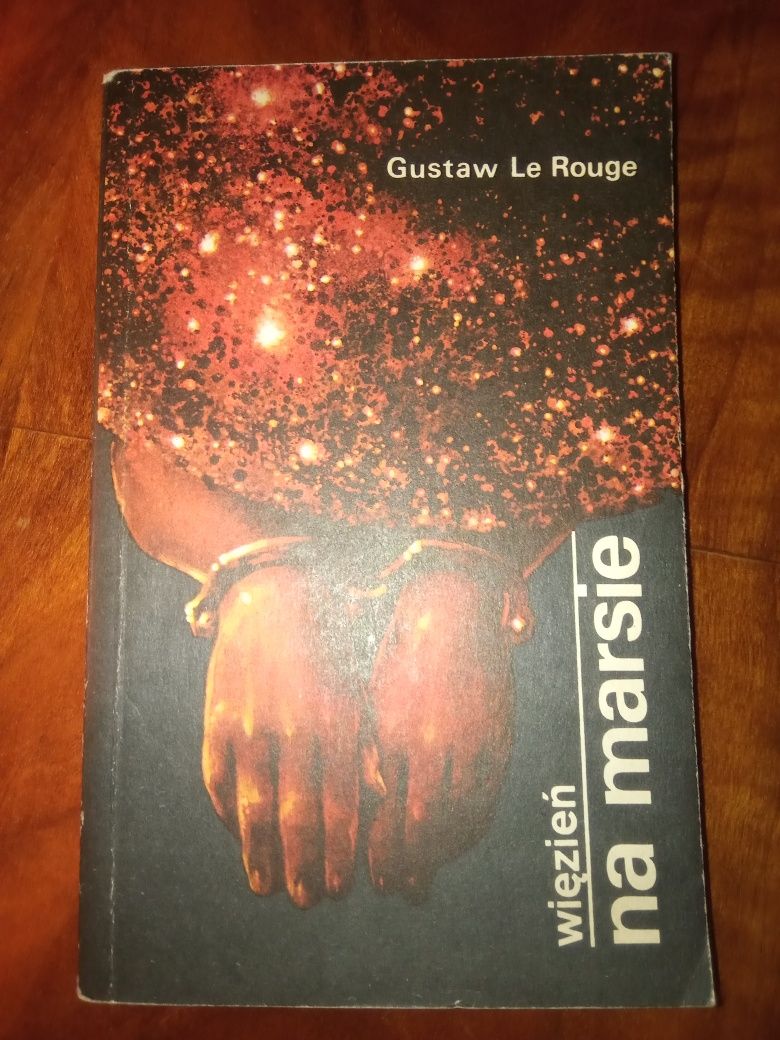 Gustaw Le Rouge
więzień
na marsie